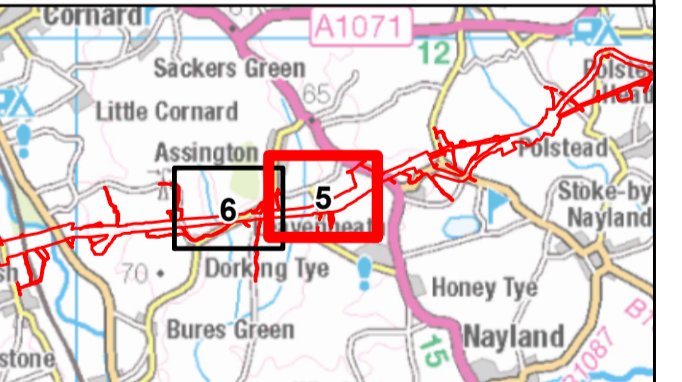 Cornard
A1071
12
Sackers Green
65
Little Cornard
Assington
Polstead
Stoke-by
Nayland
6
5
70
Dorking Tye
Honey Tye
Bures Green
Nayland
15
stone